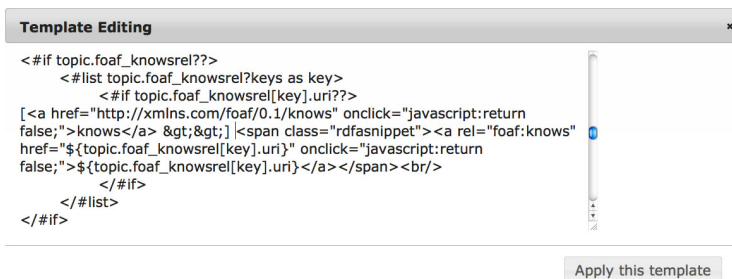 Template Editing
<#if topic.foaf_knowsrel??>
<#list topic.foaf_knowsrel?keys as key>
<#if topic.foaf_knowsrel[key].uri??>
[<a href="http://xmlns.com/foaf/0.1/knows" onclick="javascript:return
false;">knows</a> &gt;&gt;] <span class="rdfasnippet"><a rel="foaf:knows"
href="${topic.foaf_knowsrel[key].uri}" onclick="javascript:return
false;">${topic.foaf_knowsrel[key].uri}</a></span><br/>
</#if>
</#list>
</#if>
Apply this template